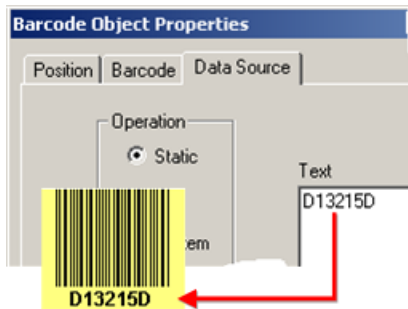 Barcode Object Properties
Position Barcode Data Source
Operation
Static
Text
D13215D
D13215D